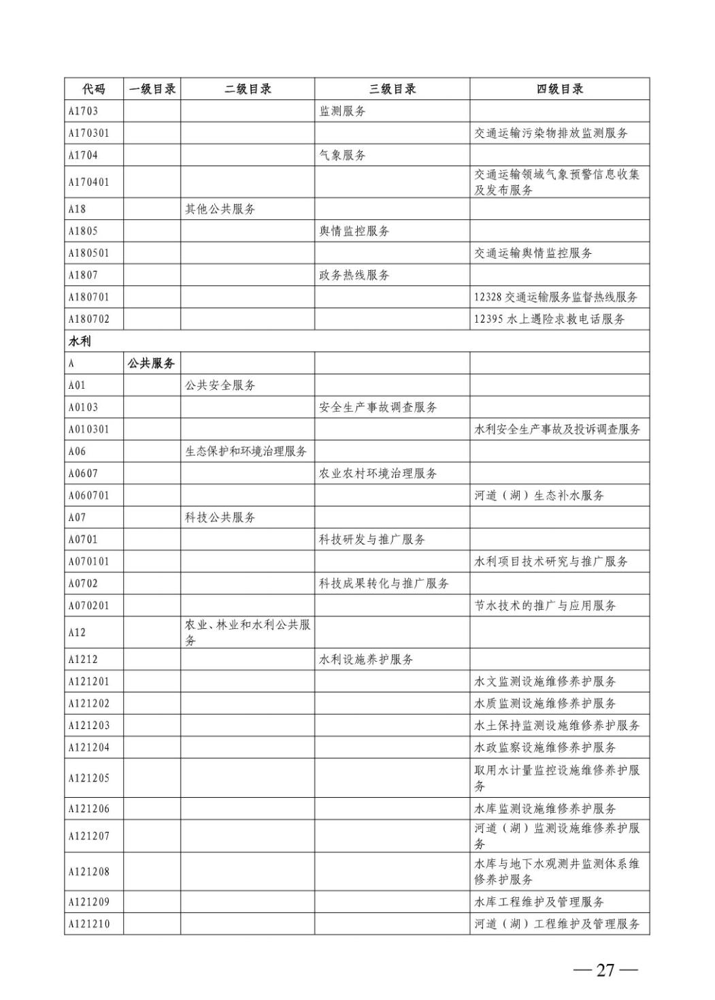 代码 一级目录 二级目录 三级目录 四级目录
A1703 监测服务
A170301 交通运输污染物排放监测服务
A1704 气象服务
A170401 交通运输领域气象预警信息收集
及发布服务
A18 其他公共服务
A1805 舆情监控服务
A180501 交通运输舆情监控服务
A1807 政务热线服务
A180701 12328 交通运输服务监督热线服务
A180702 12395 水上遇险求救电话服务
水利
A 公共服务
A01 公共安全服务
A0103 安全生产事故调查服务
A010301 水利安全生产事故及投诉调查服务
A06 生态保护和环境治理服务
A0607 农业农村环境治理服务
A060701 河道（湖）生态补水服务
A07 科技公共服务
A0701 科技研发与推广服务
A070101 水利项目技术研究与推广服务
A0702 科技成果转化与推广服务
A070201 节水技术的推广与应用服务
A12 农业、林业和水利公共服
务
A1212 水利设施养护服务
A121201 水文监测设施维修养护服务
A121202 水质监测设施维修养护服务
A121203 水土保持监测设施维修养护服务
A121204 水政监察设施维修养护服务
A121205 取用水计量监控设施维修养护服
务
A121206 水库监测设施维修养护服务
A121207 河道（湖）监测设施维修养护服
务
A121208 水库与地下水观测井监测体系维
修养护服务
A121209 水库工程维护及管理服务
A121210 河道（湖）工程维护及管理服务
— 27 —